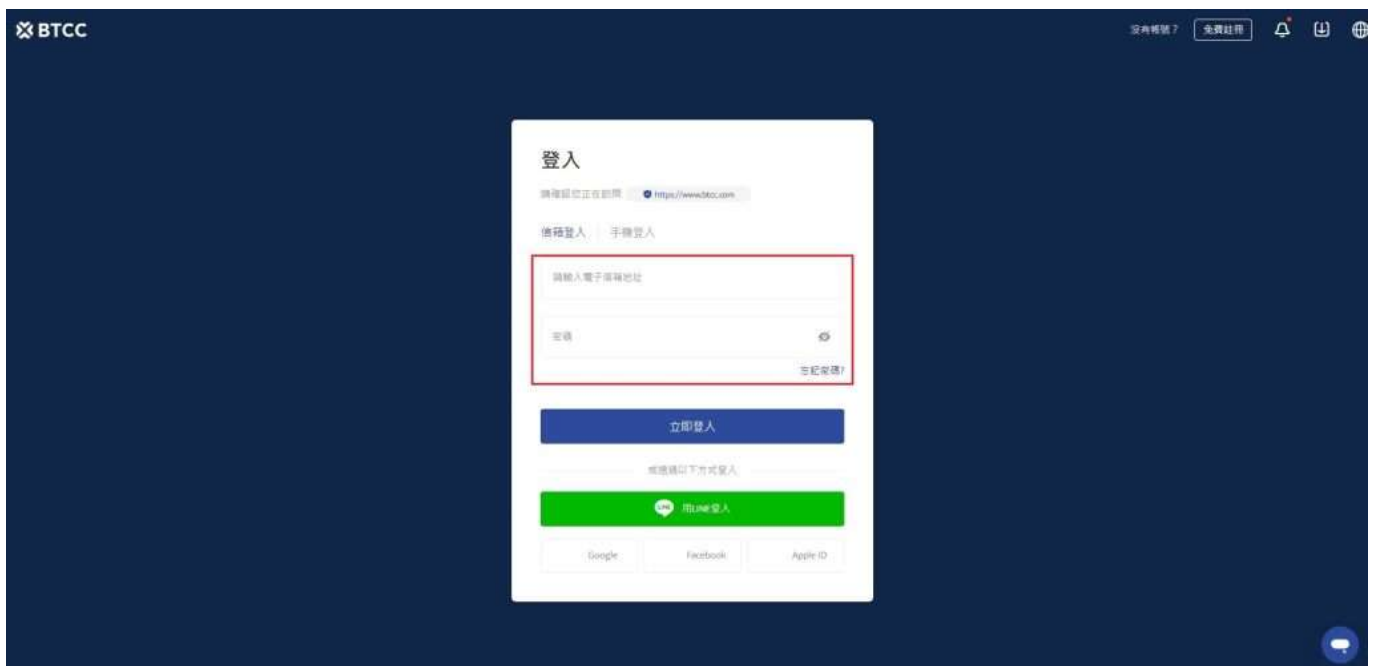 BTCC
沒有帳號？ 免費註冊
登入
請確認您正在訪問 https://www.btcc.com
信箱登入 手機登入
請輸入電子信箱地址
密碼
忘記密碼?
立即登入
或透過以下方式登入
LINE 用LINE登入
Google Facebook Apple ID